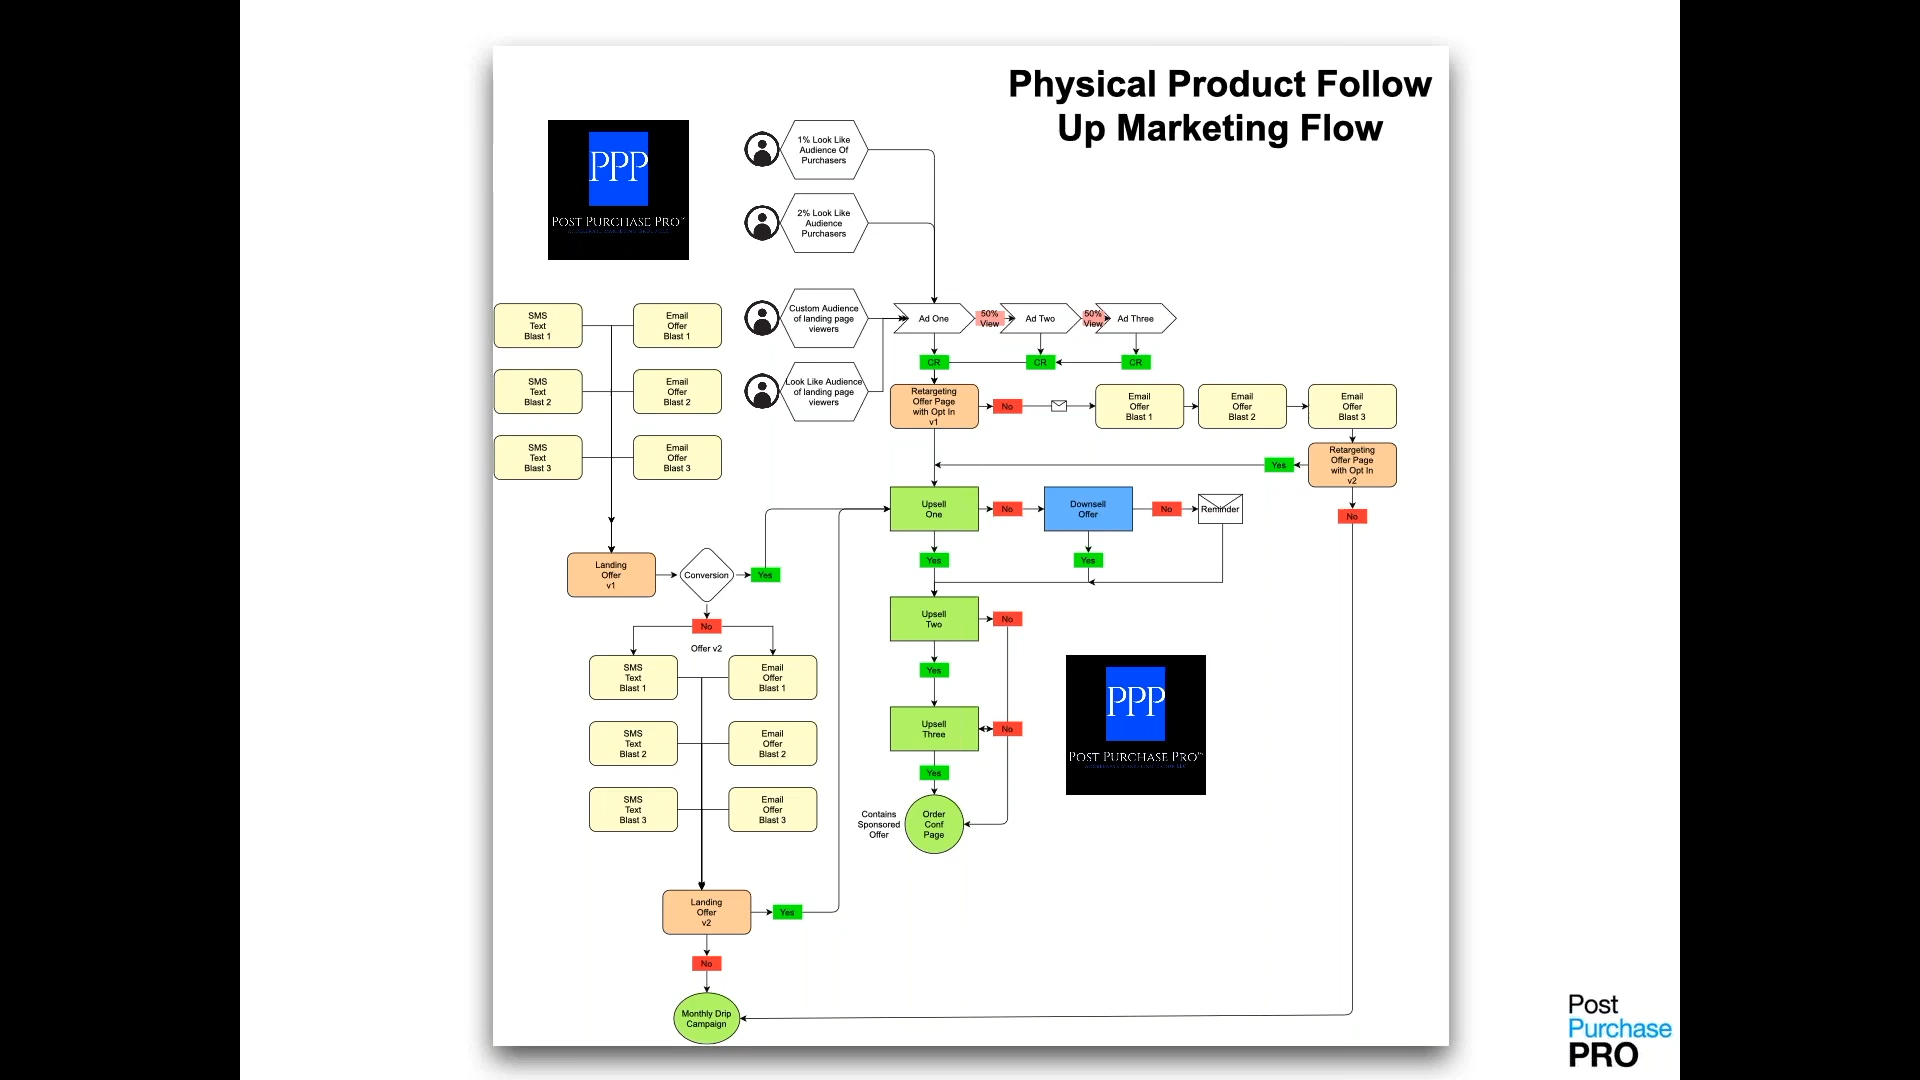 Physical Product Follow
Up Marketing Flow
PPP
POST PURCHASE PRO™
1% Look Like
Audience Of
Purchasers
2% Look Like
Audience
Purchasers
Custom Audience
of landing page
viewers
Look Like Audience
of landing page
viewers
Ad One
50%
View
Ad Two
50%
View
Ad Three
CR
CR
CR
SMS
Text
Blast 1
Email
Offer
Blast 1
SMS
Text
Blast 2
Email
Offer
Blast 2
SMS
Text
Blast 3
Email
Offer
Blast 3
Retargeting
Offer Page
with Opt In
v1
No
Email
Offer
Blast 1
Email
Offer
Blast 2
Email
Offer
Blast 3
Retargeting
Offer Page
with Opt In
v2
Yes
No
Upsell
One
No
Downsell
Offer
No
Reminder
Yes
Yes
Landing
Offer
v1
Conversion
Yes
No
Offer v2
Upsell
Two
No
Yes
SMS
Text
Blast 1
Email
Offer
Blast 1
SMS
Text
Blast 2
Email
Offer
Blast 2
SMS
Text
Blast 3
Email
Offer
Blast 3
Upsell
Three
No
Yes
Contains
Sponsored
Offer
Order
Conf
Page
PPP
POST PURCHASE PRO™
Landing
Offer
v2
Yes
No
Monthly Drip
Campaign
Post
Purchase
PRO